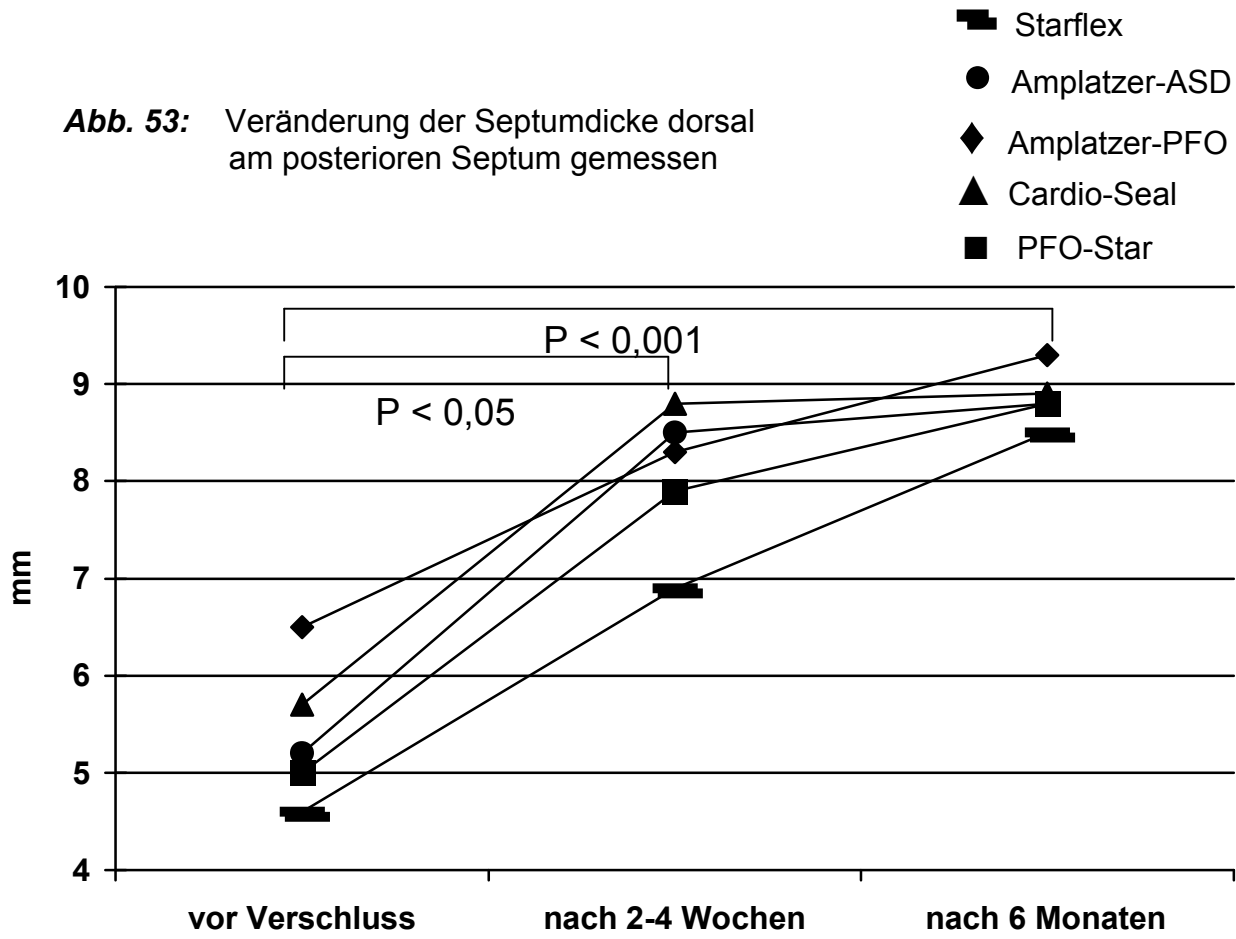 Starflex
Amplatzer-ASD
Abb. 53: Veränderung der Septumdicke dorsal
am posterioren Septum gemessen
Amplatzer-PFO
Cardio-Seal
PFO-Star
10
P < 0,001
9
P < 0,05
8
7
mm
6
5
4
vor Verschluss nach 2-4 Wochen nach 6 Monaten